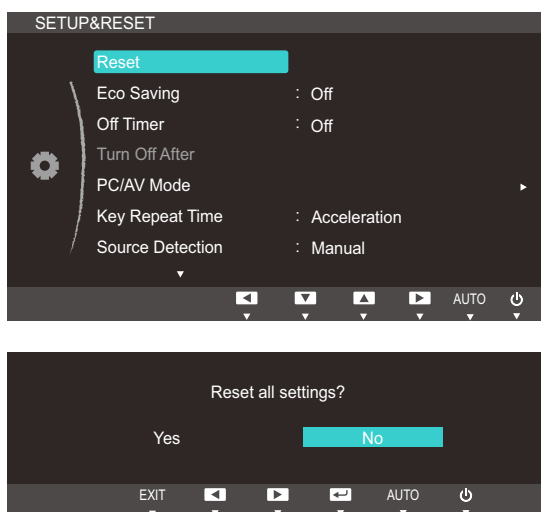 SETUP&RESET
Reset
Eco Saving : Off
Off Timer : Off
Turn Off After
PC/AV Mode
Key Repeat Time : Acceleration
Source Detection : Manual
AUTO
Reset all settings?
Yes No
EXIT AUTO